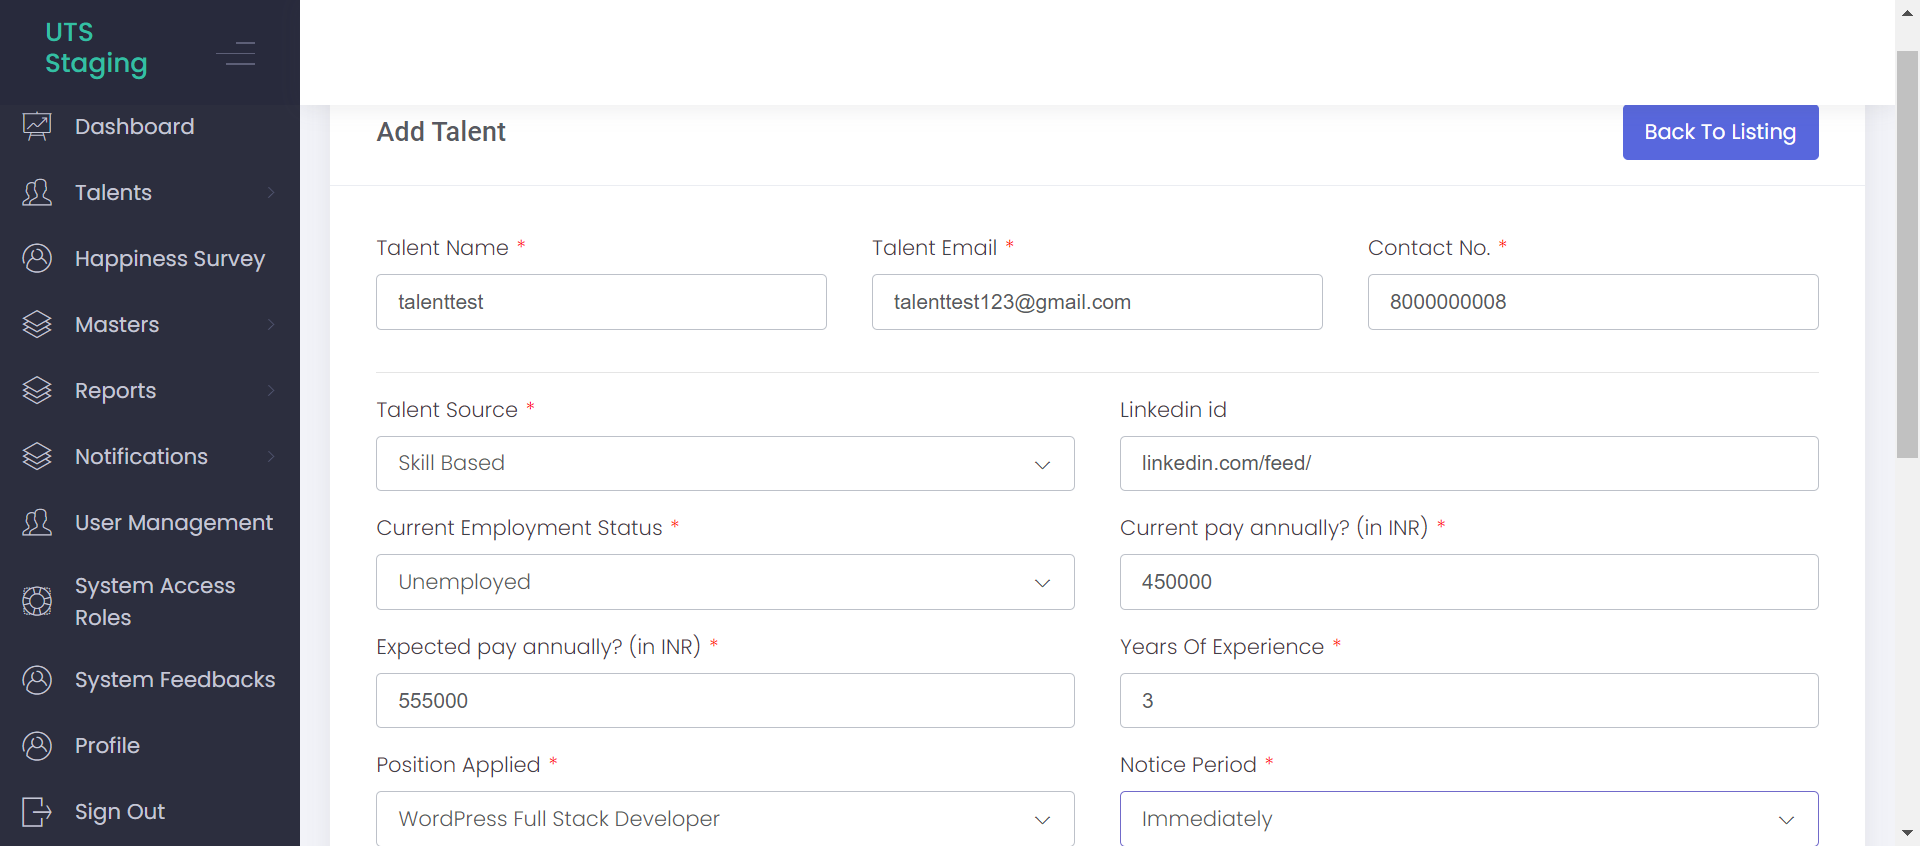 UTS
Staging
Dashboard
Talents
Happiness Survey
Masters
Reports
Notifications
User Management
System Access
Roles
System Feedbacks
Profile
Sign Out
Add Talent
Back To Listing
Talent Name *
Talent Email *
Contact No. *
talenttest
talenttest123@gmail.com
8000000008
Talent Source *
Linkedin id
Skill Based
linkedin.com/feed/
Current Employment Status *
Current pay annually? (in INR) *
Unemployed
450000
Expected pay annually? (in INR) *
Years Of Experience *
555000
3
Position Applied *
Notice Period *
WordPress Full Stack Developer
Immediately